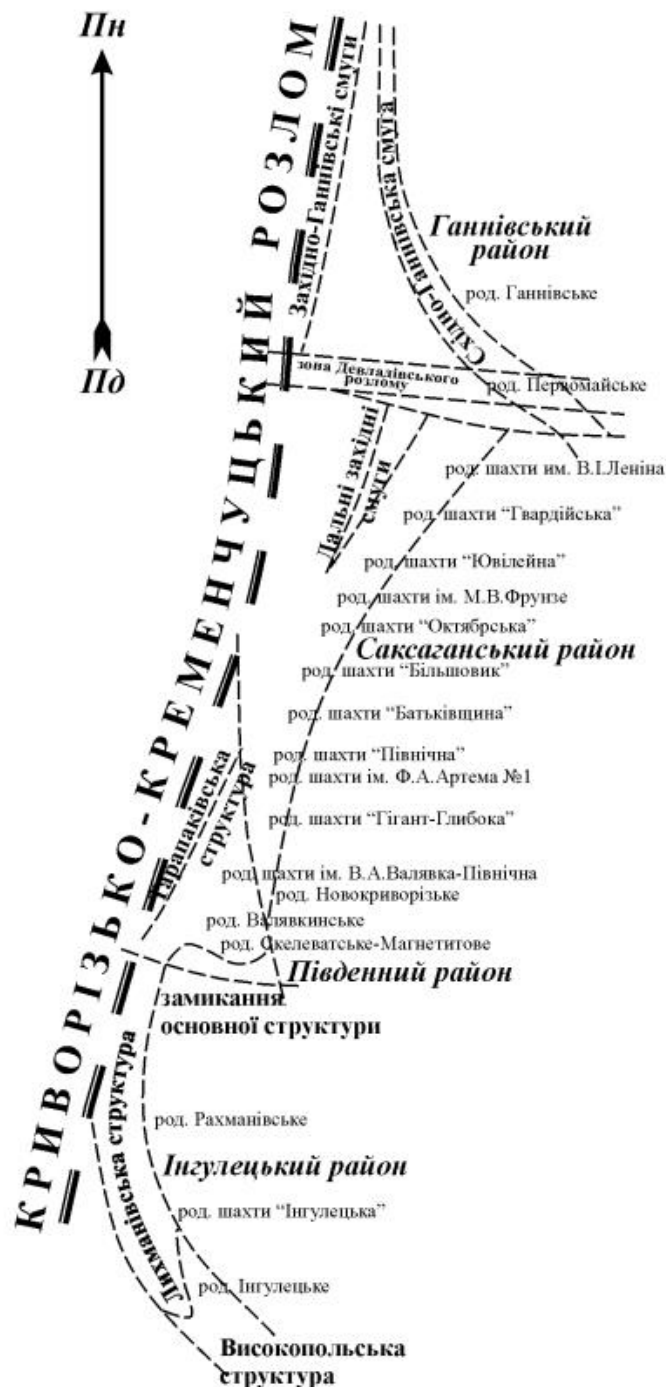 Пн
Пд
КРИВОРІЗЬКО-КРЕМЕНЧУЦЬКИЙ РОЗЛОМ
Західно-Ганнівські смуги
Східно-Ганнівська смуга
Ганнівський
район
род. Ганнівське
зона Девладівського
розлому
род. Первомайське
Дальні західні
смуги
род. шахти им. В.І.Леніна
род. шахти “Гвардійська”
род. шахти “Ювілейна”
род. шахти ім. М.В.Фрунзе
род. шахти “Октябрська”
Саксаганський район
род. шахти “Більшовик”
род. шахти “Батьківщина”
род. шахти “Північна”
род. шахти ім. Ф.А.Артема №1
Тарапаківська
структура
род. шахти “Гігант-Глибока”
род. шахти ім. В.А.Валявка-Північна
род. Новокриворізьке
род. Валявкинське
род. Скелеватське-Магнетитове
Південний район
замикання
основної структури
Лихманівська структура
род. Рахманівське
Інгулецький район
род. шахти “Інгулецька”
род. Інгулецьке
Високопольська
структура